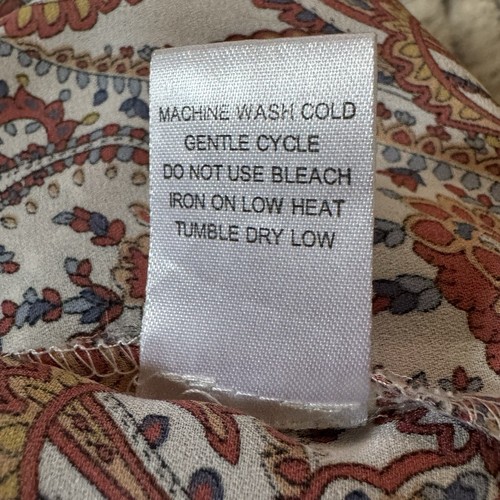 MACHINE WASH COLD
GENTLE CYCLE
DO NOT USE BLEACH
IRON ON LOW HEAT
TUMBLE DRY LOW